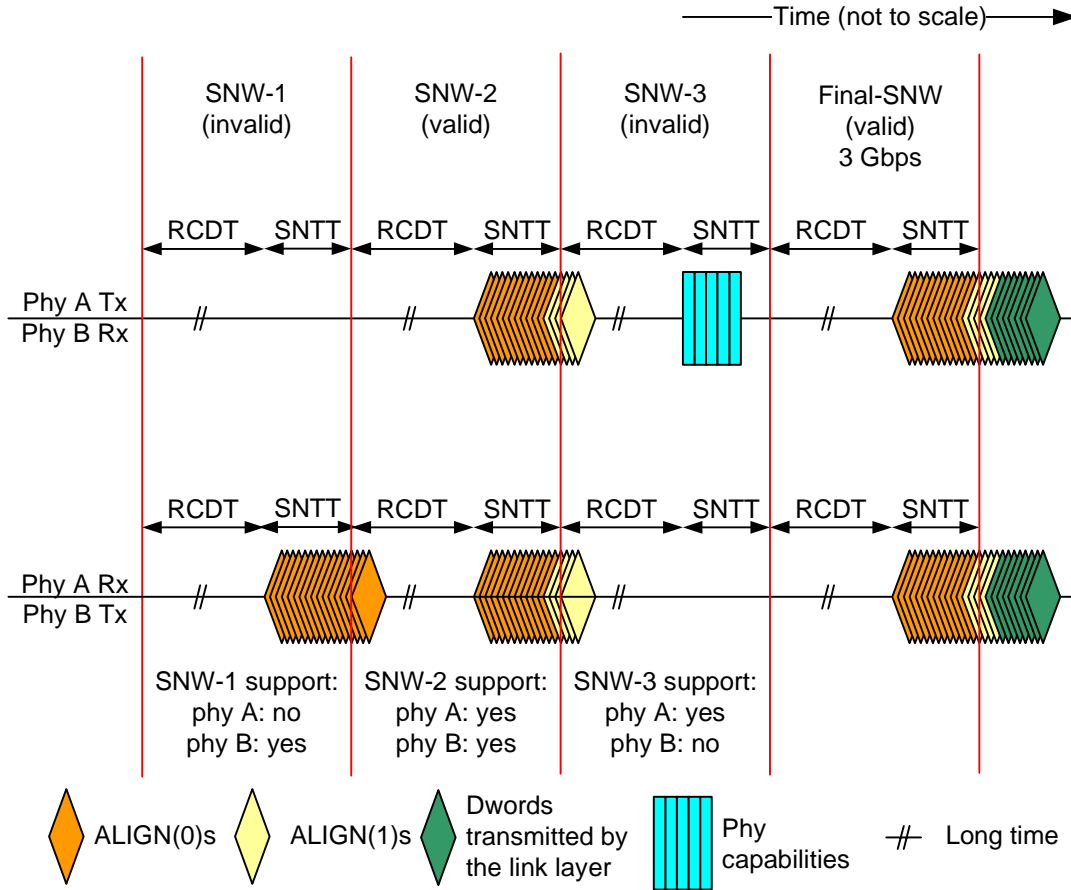 Time (not to scale)
SNW-1
(invalid)
SNW-2
(valid)
SNW-3
(invalid)
Final-SNW
(valid)
3 Gbps
RCDT SNTT RCDT SNTT RCDT SNTT RCDT SNTT
Phy A Tx
Phy B Rx
RCDT SNTT RCDT SNTT RCDT SNTT RCDT SNTT
Phy A Rx
Phy B Tx
SNW-1 support:
phy A: no
phy B: yes
SNW-2 support:
phy A: yes
phy B: yes
SNW-3 support:
phy A: yes
phy B: no
ALIGN(0)s
ALIGN(1)s
Dwords
transmitted by
the link layer
Phy
capabilities
Long time